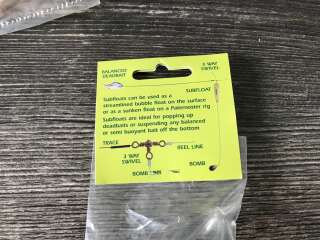 BALANCED
DEADBAIT
3 WAY
SWIVEL
SUBFLOAT
Subfloats can be used as a
streamlined bubble float on the surface
or as a sunken float on a Paternoster rig
Subfloats are ideal for popping up
deadbaits or suspending any balanced
or semi buoyant bait off the bottom
TRACE
REEL LINE
3 WAY
SWIVEL
BOMB
BOMB LINK